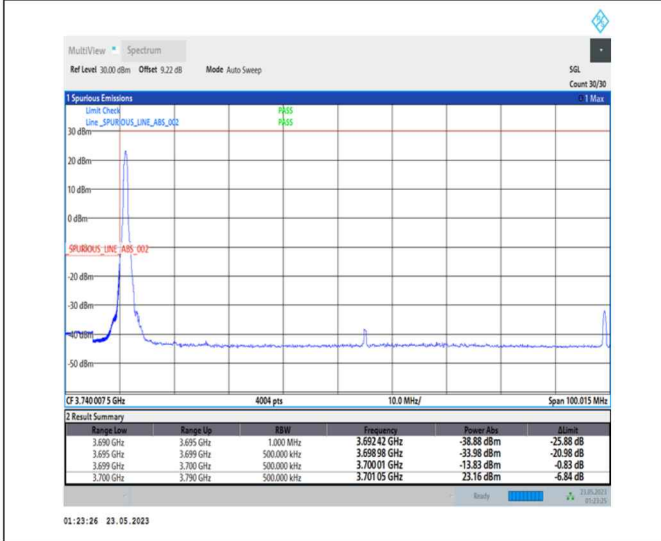 MultiView Spectrum
Ref Level 30.00 dBm Offset 9.22 dB Mode Auto Sweep SGL
Count 30/30
1 Spurious Emissions 1 Max
Limit Check PASS
Line _SPURIOUS_LINE_ABS_002 PASS
30 dBm
20 dBm
10 dBm
0 dBm
_SPURIOUS_LINE_ABS_002
-20 dBm
-30 dBm
-40 dBm
-50 dBm
CF 3.740 007 5 GHz 4004 pts 10.0 MHz/ Span 100.015 MHz
2 Result Summary
Range Low Range Up RBW Frequency Power Abs ΔLimit
3.690 GHz 3.695 GHz 1.000 MHz 3.692 42 GHz -38.88 dBm -25.88 dB
3.695 GHz 3.699 GHz 500.000 kHz 3.698 98 GHz -33.98 dBm -20.98 dB
3.699 GHz 3.700 GHz 500.000 kHz 3.700 01 GHz -13.83 dBm -0.83 dB
3.700 GHz 3.790 GHz 500.000 kHz 3.701 05 GHz 23.16 dBm -6.84 dB
Ready 23.05.2023
01:23:25
01:23:26 23.05.2023